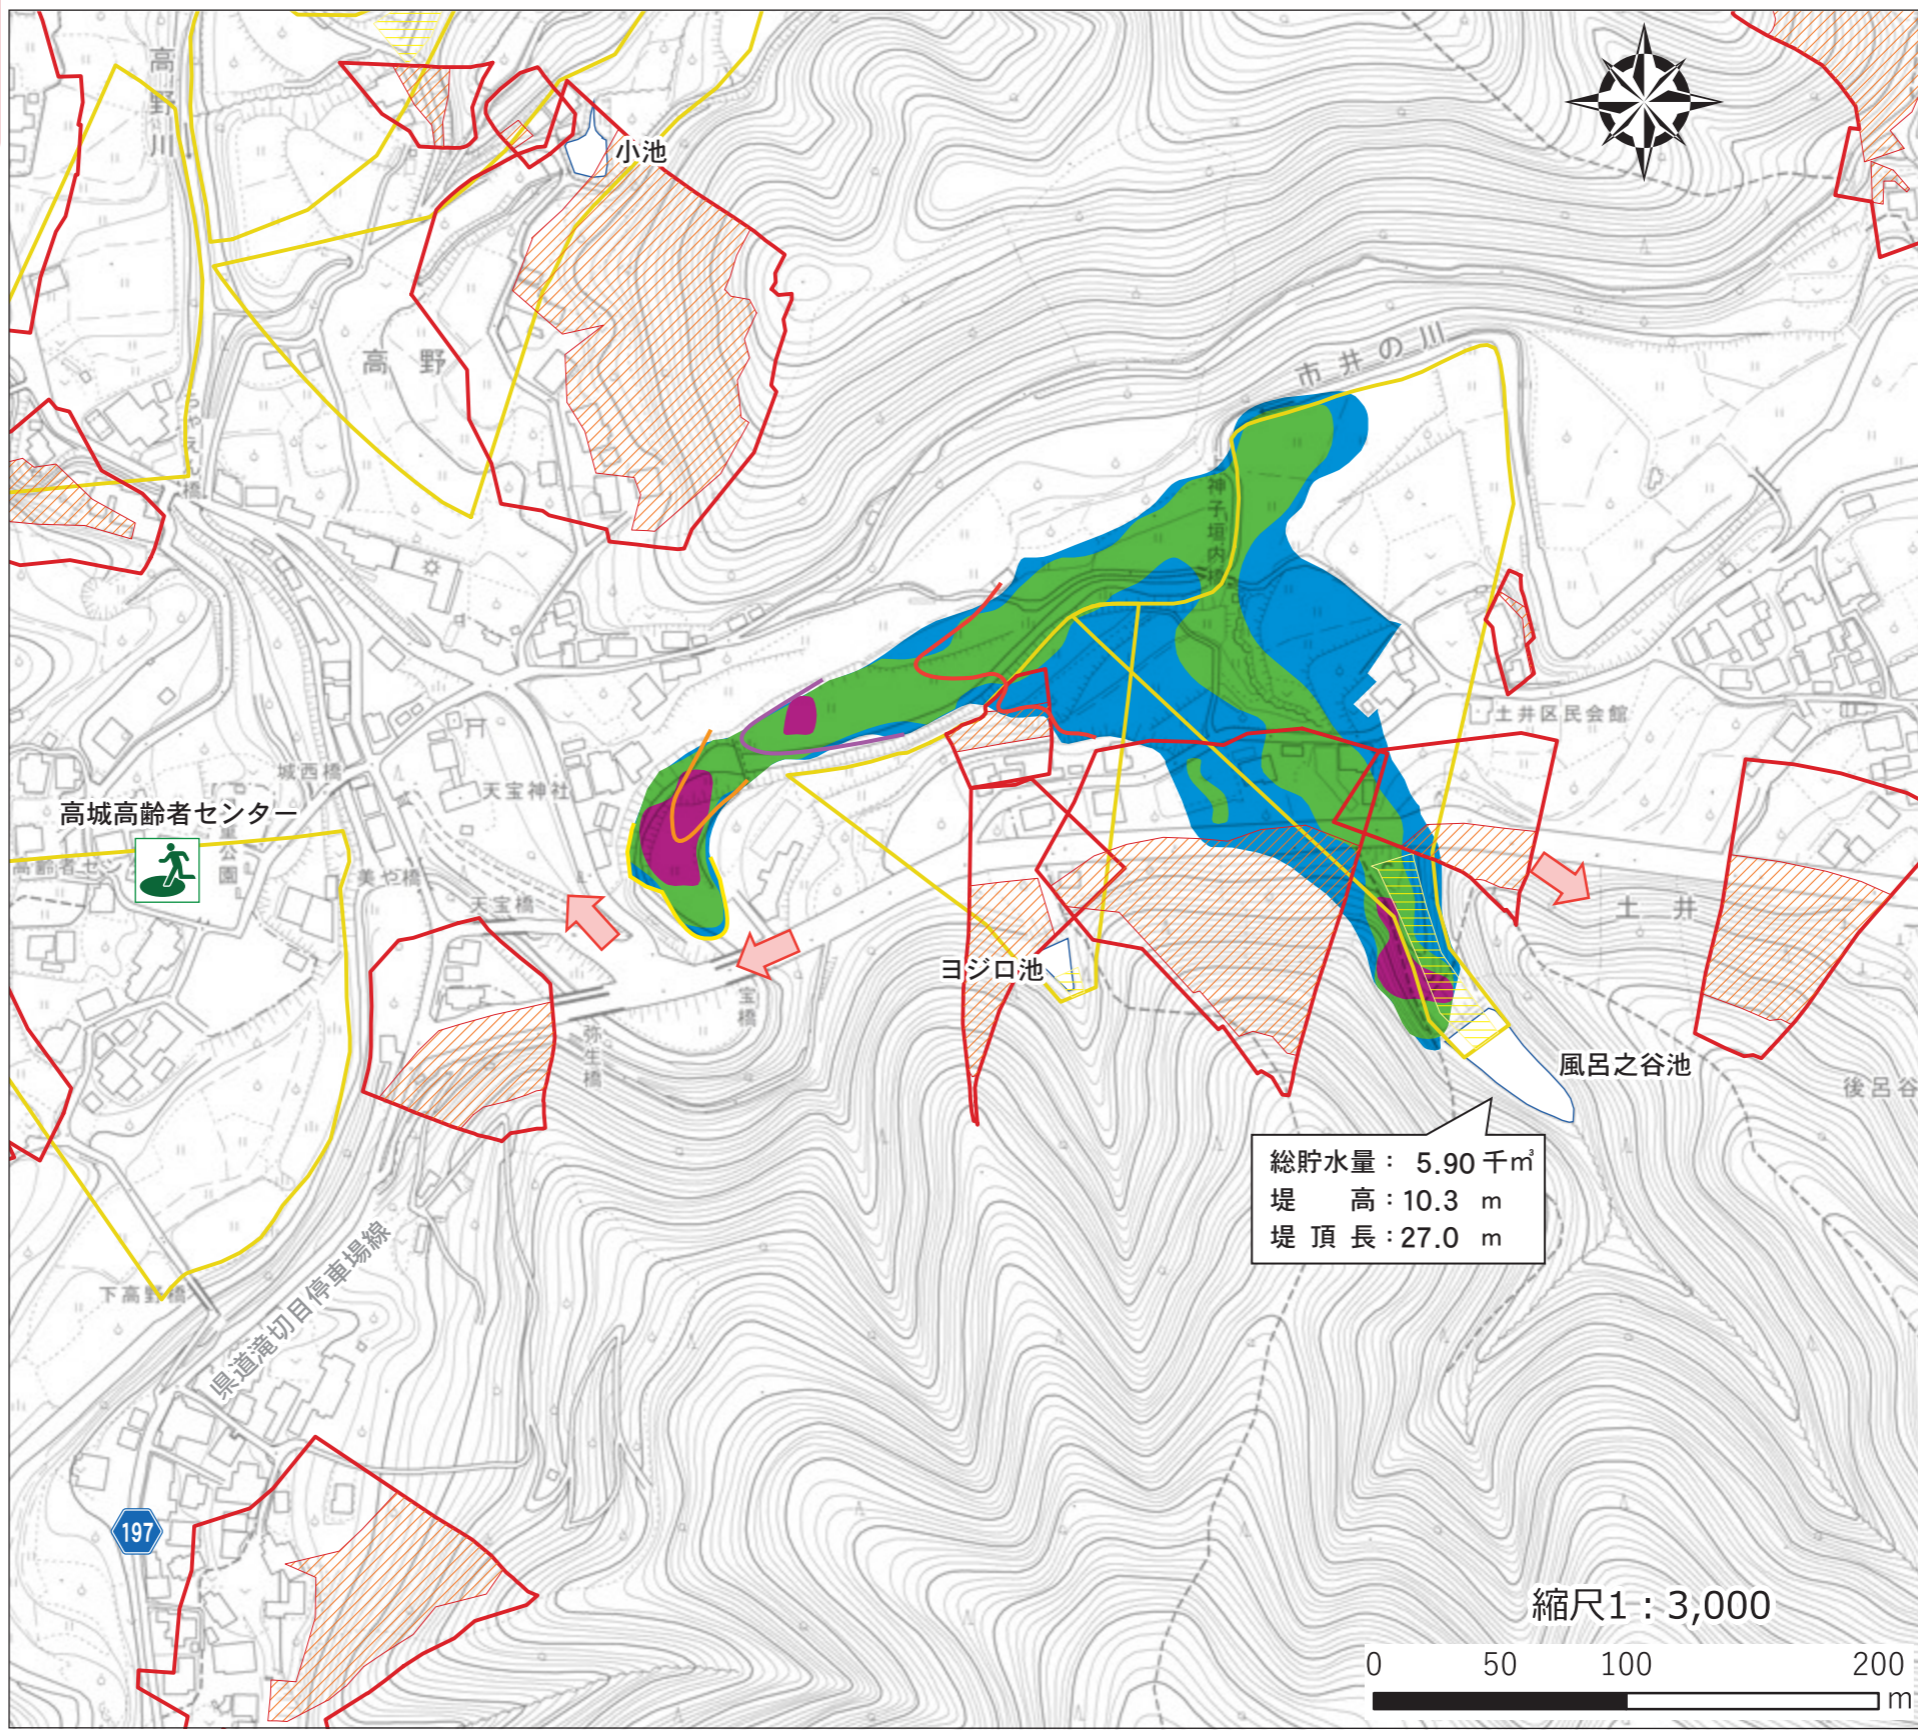 高野川
小池
高野
市井の川
神子垣内橋
土井区民会館
城西橋
天宝神社
高城高齢者センター
公園
美や橋
天宝橋
土井
ヨジロ池
宝橋
弥生橋
風呂之谷池
後呂谷
総貯水量： 5.90 千㎥
堤　高：10.3 m
堤 頂 長：27.0 m
下高野橋
県道滝切目停車場線
197
縮尺1：3,000
0 50 100 200
m